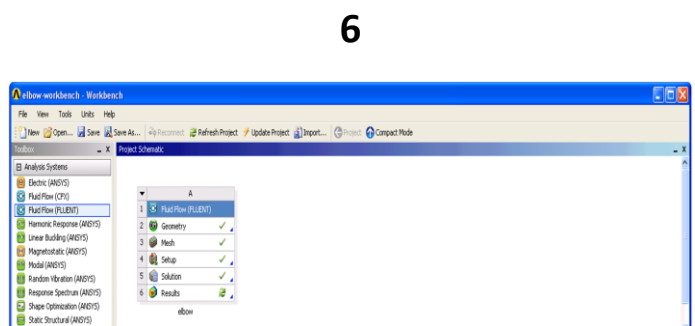 6
elbow-workbench - Workbench
File View Tools Units Help
New Open... Save Save As... Reconnect Refresh Project Update Project Import... Project Compact Mode
Toolbox
Project Schematic
Analysis Systems
Electric (ANSYS)
Fluid Flow (CFX)
Fluid Flow (FLUENT)
Harmonic Response (ANSYS)
Linear Buckling (ANSYS)
Magnetostatic (ANSYS)
Modal (ANSYS)
Random Vibration (ANSYS)
Response Spectrum (ANSYS)
Shape Optimization (ANSYS)
Static Structural (ANSYS)
A
1 Fluid Flow (FLUENT)
2 Geometry
3 Mesh
4 Setup
5 Solution
6 Results
elbow